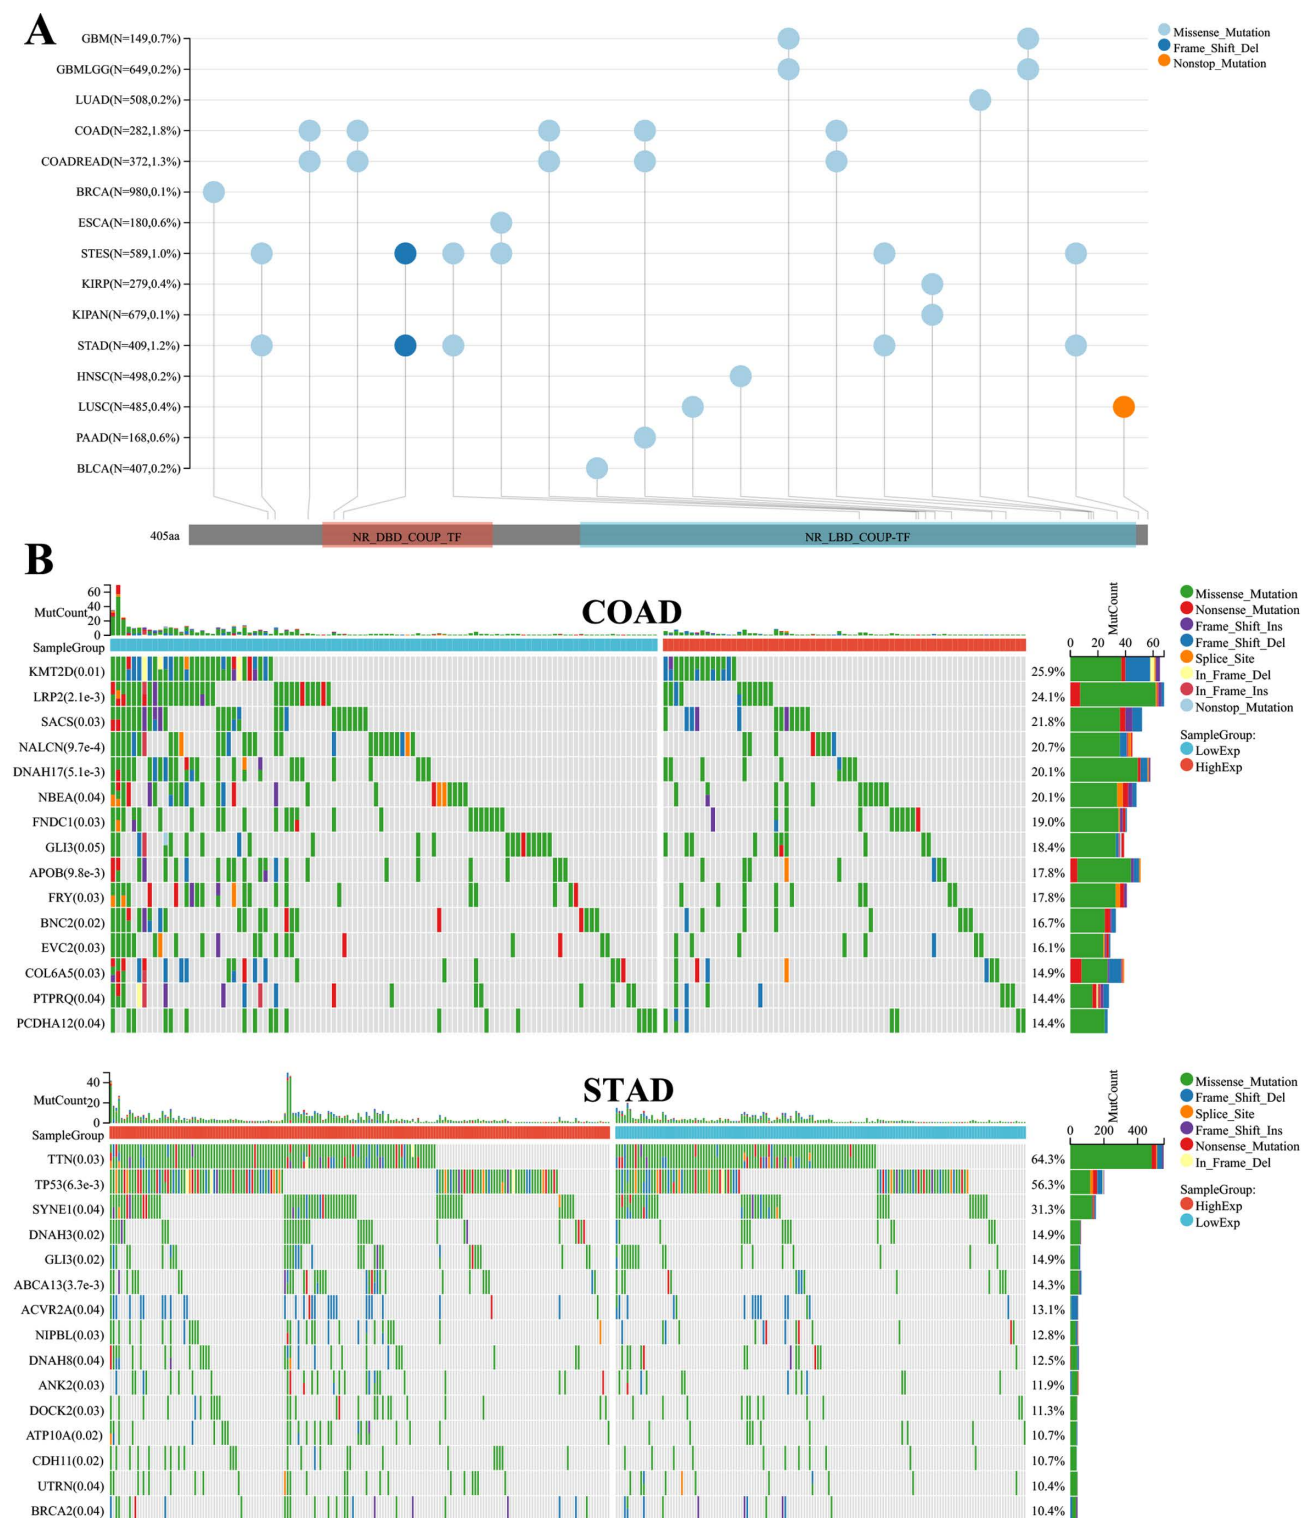 A
GBM(N=149,0.7%)
GBMLGG(N=649,0.2%)
LUAD(N=508,0.2%)
COAD(N=282,1.8%)
COADREAD(N=372,1.3%)
BRCA(N=980,0.1%)
ESCA(N=180,0.6%)
STES(N=589,1.0%)
KIRP(N=279,0.4%)
KIPAN(N=679,0.1%)
STAD(N=409,1.2%)
HNSC(N=498,0.2%)
LUSC(N=485,0.4%)
PAAD(N=168,0.6%)
BLCA(N=407,0.2%)
Missense_Mutation
Frame_Shift_Del
Nonstop_Mutation
405aa NR_DBD_COUP_TF NR_LBD_COUP-TF
B
COAD
MutCount
60
40
20
0
SampleGroup
MutCount
0 20 40 60
KMT2D(0.01) 25.9%
LRP2(2.1e-3) 24.1%
SACS(0.03) 21.8%
NALCN(9.7e-4) 20.7%
DNAH17(5.1e-3) 20.1%
NBEA(0.04) 20.1%
FNDC1(0.03) 19.0%
GLI3(0.05) 18.4%
APOB(9.8e-3) 17.8%
FRY(0.03) 17.8%
BNC2(0.02) 16.7%
EVC2(0.03) 16.1%
COL6A5(0.03) 14.9%
PTPRQ(0.04) 14.4%
PCDHA12(0.04) 14.4%
Missense_Mutation
Nonsense_Mutation
Frame_Shift_Ins
Frame_Shift_Del
Splice_Site
In_Frame_Del
In_Frame_Ins
Nonstop_Mutation
SampleGroup:
LowExp
HighExp
STAD
MutCount
40
20
0
SampleGroup
MutCount
0 200 400
TTN(0.03) 64.3%
TP53(6.3e-3) 56.3%
SYNE1(0.04) 31.3%
DNAH3(0.02) 14.9%
GLI3(0.02) 14.9%
ABCA13(3.7e-3) 14.3%
ACVR2A(0.04) 13.1%
NIPBL(0.03) 12.8%
DNAH8(0.04) 12.5%
ANK2(0.03) 11.9%
DOCK2(0.03) 11.3%
ATP10A(0.02) 10.7%
CDH11(0.02) 10.7%
UTRN(0.04) 10.4%
BRCA2(0.04) 10.4%
Missense_Mutation
Frame_Shift_Del
Splice_Site
Frame_Shift_Ins
Nonsense_Mutation
In_Frame_Del
SampleGroup:
HighExp
LowExp